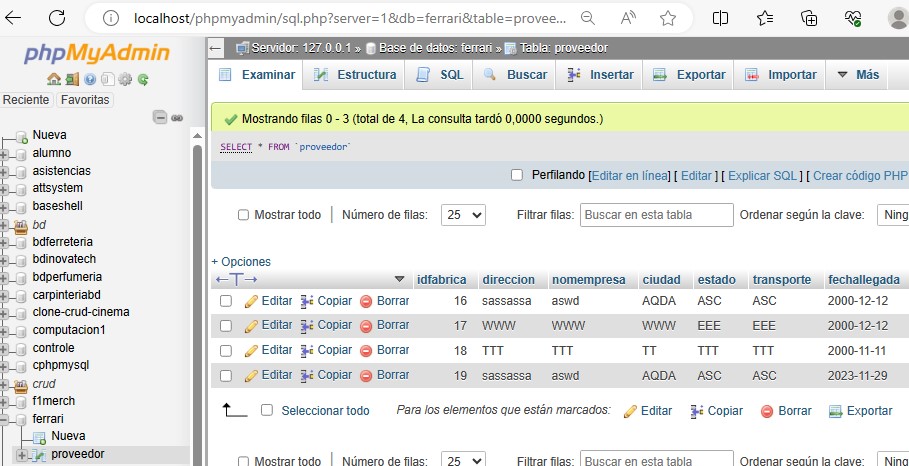 localhost/phpmyadmin/sql.php?server=1&db=ferrari&table=provee...
phpMyAdmin
Reciente Favoritas
Nueva
alumno
asistencias
attsystem
baseshell
bd
bdferreteria
bdinovatech
bdperfumeria
carpinteriabd
clone-crud-cinema
computacion1
controle
cphpmysql
crud
f1merch
ferrari
Nueva
proveedor
Servidor: 127.0.0.1 » Base de datos: ferrari » Tabla: proveedor
Examinar Estructura SQL Buscar Insertar Exportar Importar Más
Mostrando filas 0 - 3 (total de 4, La consulta tardó 0,0000 segundos.)
SELECT * FROM `proveedor`
Perfilando [Editar en línea] [ Editar ] [ Explicar SQL ] [ Crear código PHP
Mostrar todo Número de filas: 25 Filtrar filas: Buscar en esta tabla Ordenar según la clave: Ning
+ Opciones
←T→ idfabrica direccion nomempresa ciudad estado transporte fechallegada
Editar Copiar Borrar 16 sassassa aswd AQDA ASC ASC 2000-12-12
Editar Copiar Borrar 17 WWW WWW WWW EEE EEE 2000-12-12
Editar Copiar Borrar 18 TTT TTT TT TTT TTT 2000-11-11
Editar Copiar Borrar 19 sassassa aswd AQDA ASC ASC 2023-11-29
Seleccionar todo Para los elementos que están marcados: Editar Copiar Borrar Exportar
Mostrar todo Número de filas: 25 Filtrar filas: Buscar en esta tabla Ordenar según la clave: Ning